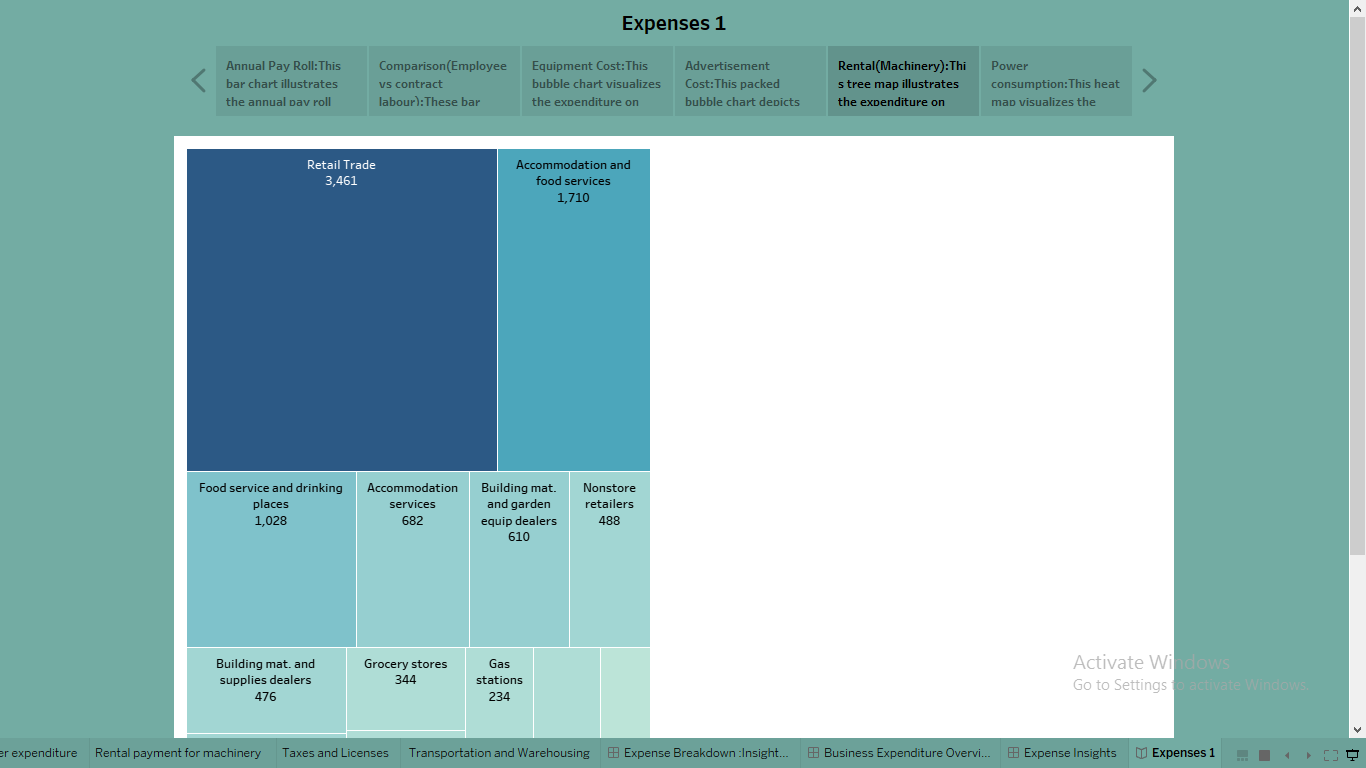 Expenses 1
Annual Pay Roll:This
bar chart illustrates
the annual pay roll
Comparison(Employee
vs contract
labour):These bar
Equipment Cost:This
bubble chart visualizes
the expenditure on
Advertisement
Cost:This packed
bubble chart depicts
Rental(Machinery):Thi
s tree map illustrates
the expenditure on
Power
consumption:This heat
map visualizes the
Retail Trade
3,461
Accommodation and
food services
1,710
Food service and drinking
places
1,028
Accommodation
services
682
Building mat.
and garden
equip dealers
610
Nonstore
retailers
488
Building mat. and
supplies dealers
476
Grocery stores
344
Gas
stations
234
Activate Windows
Go to Settings to activate Windows.
er expenditure
Rental payment for machinery
Taxes and Licenses
Transportation and Warehousing
Expense Breakdown :Insight...
Business Expenditure Overvi...
Expense Insights
Expenses 1